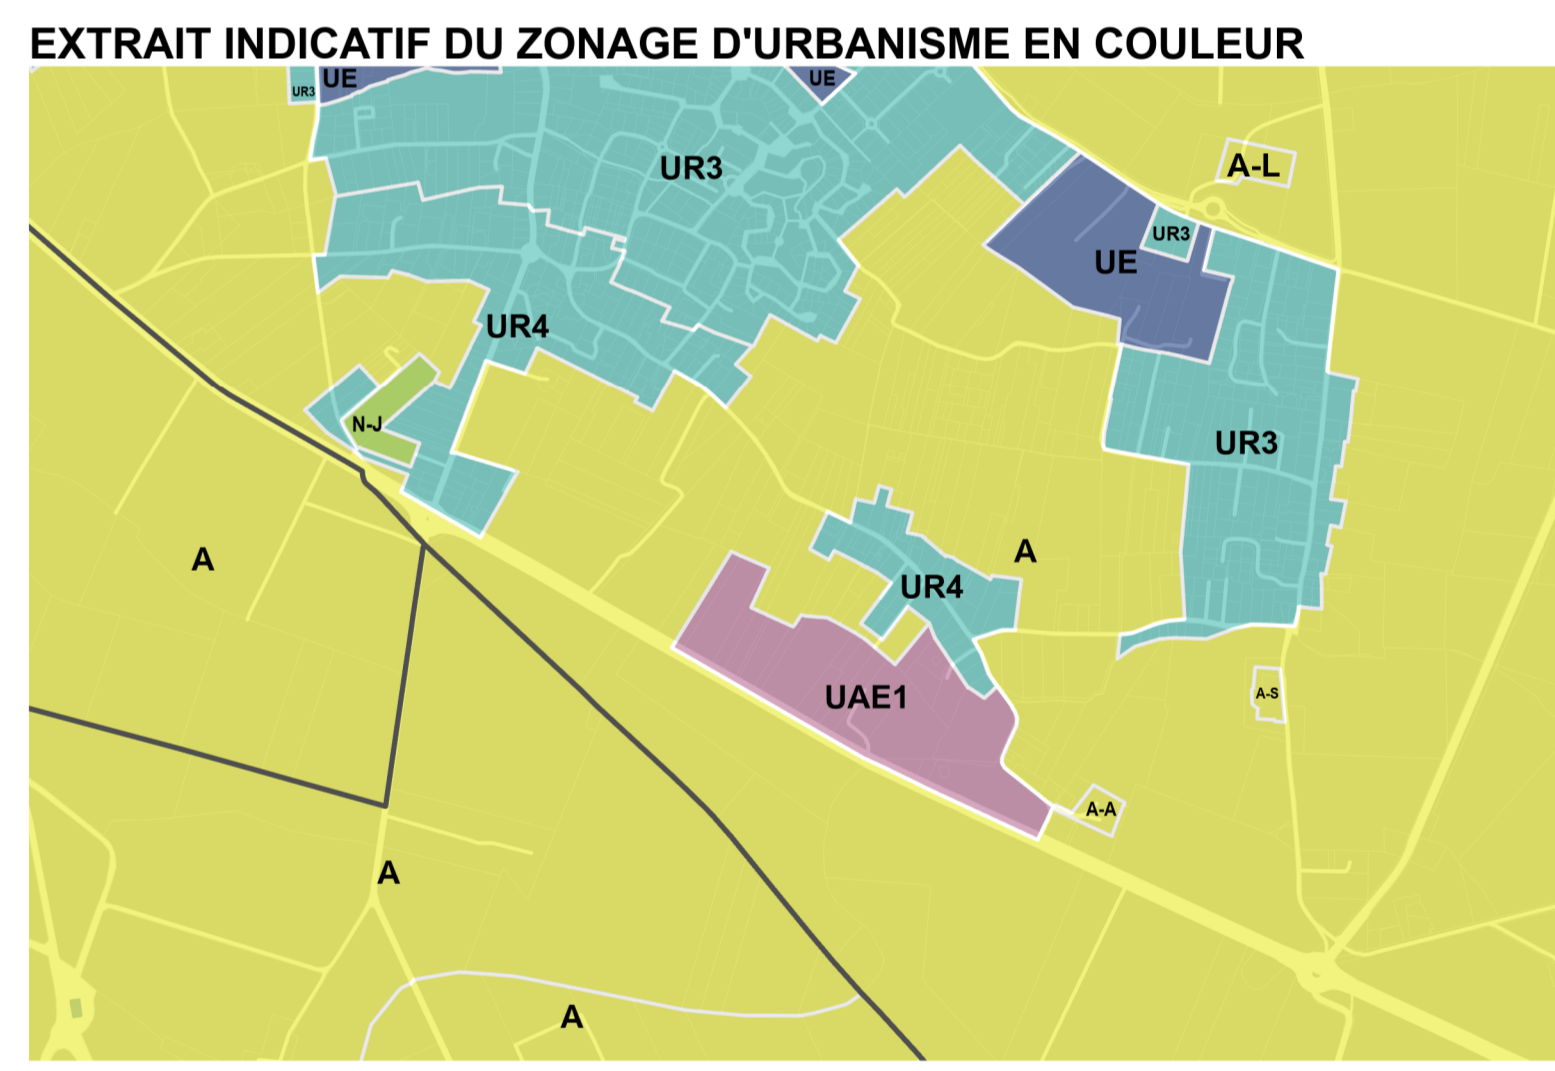 EXTRAIT INDICATIF DU ZONAGE D'URBANISME EN COULEUR
UE
UE
UR3
UR3
A-L
UR3
UE
UR4
N-J
UR3
A
A
UR4
A-S
UAE1
A-A
A
A